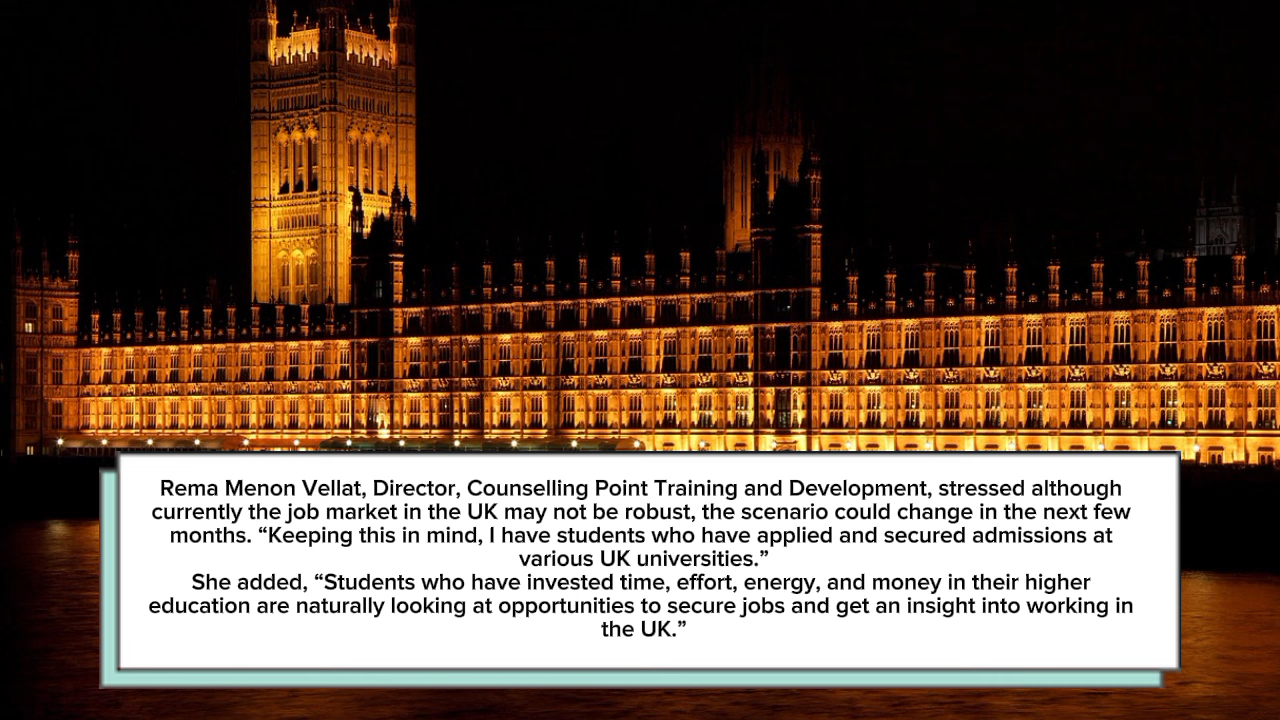 Rema Menon Vellat, Director, Counselling Point Training and Development, stressed although
currently the job market in the UK may not be robust, the scenario could change in the next few
months. “Keeping this in mind, I have students who have applied and secured admissions at
various UK universities.”
She added, “Students who have invested time, effort, energy, and money in their higher
education are naturally looking at opportunities to secure jobs and get an insight into working in
the UK.”